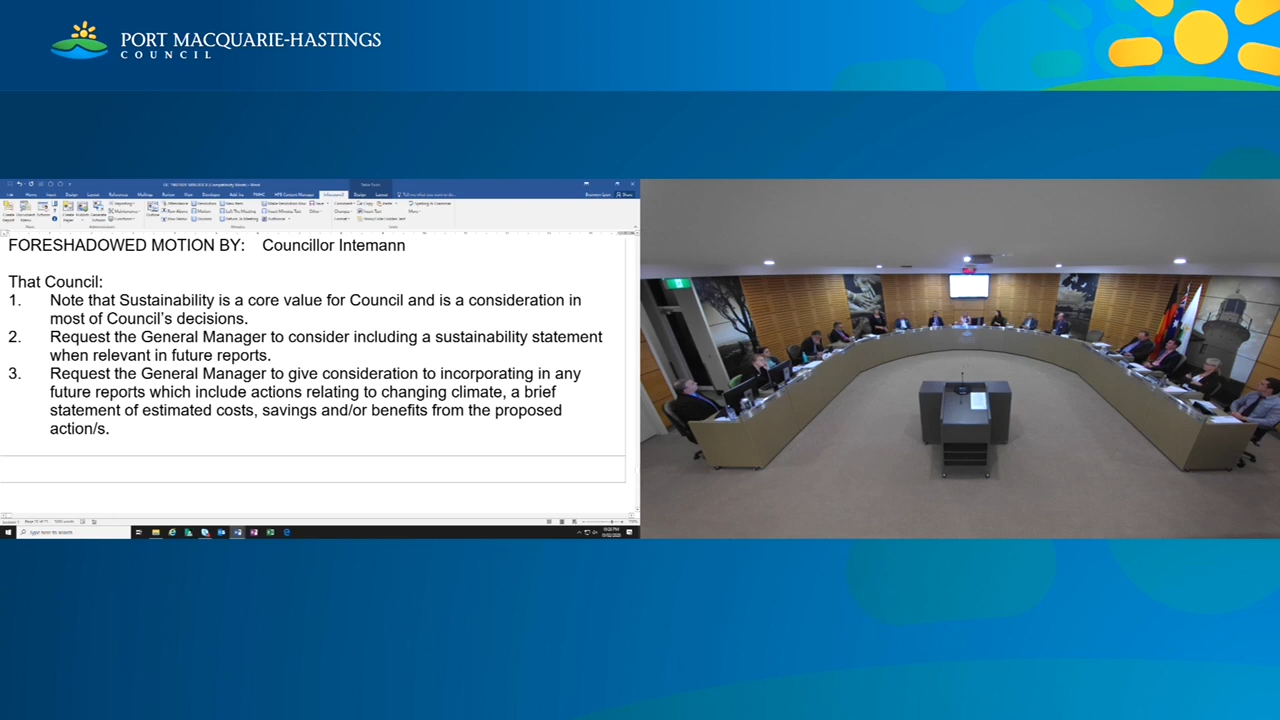 PORT MACQUARIE-HASTINGS
COUNCIL
FORESHADOWED MOTION BY: Councillor Intemann
That Council:
1. Note that Sustainability is a core value for Council and is a consideration in
most of Council's decisions.
2. Request the General Manager to consider including a sustainability statement
when relevant in future reports.
3. Request the General Manager to give consideration to incorporating in any
future reports which include actions relating to changing climate, a brief
statement of estimated costs, savings and/or benefits from the proposed
action/s.
Type here to search